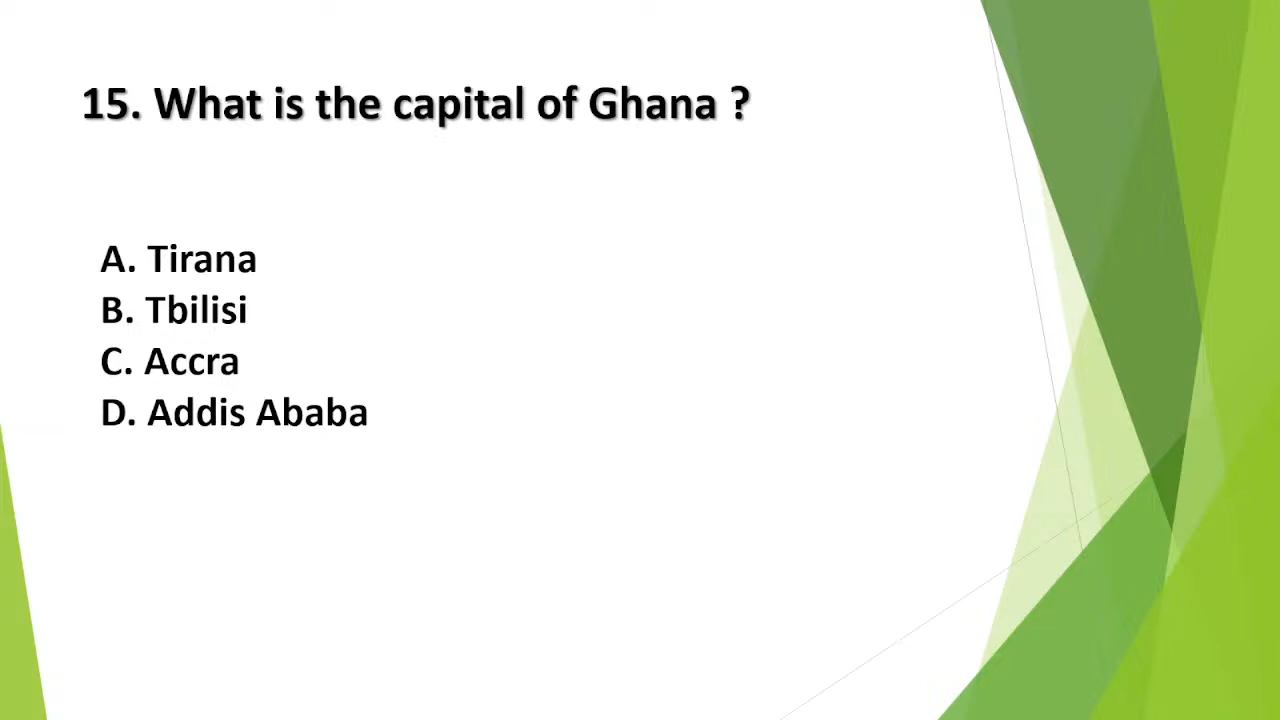 15. What is the capital of Ghana ?
A. Tirana
B. Tbilisi
C. Accra
D. Addis Ababa